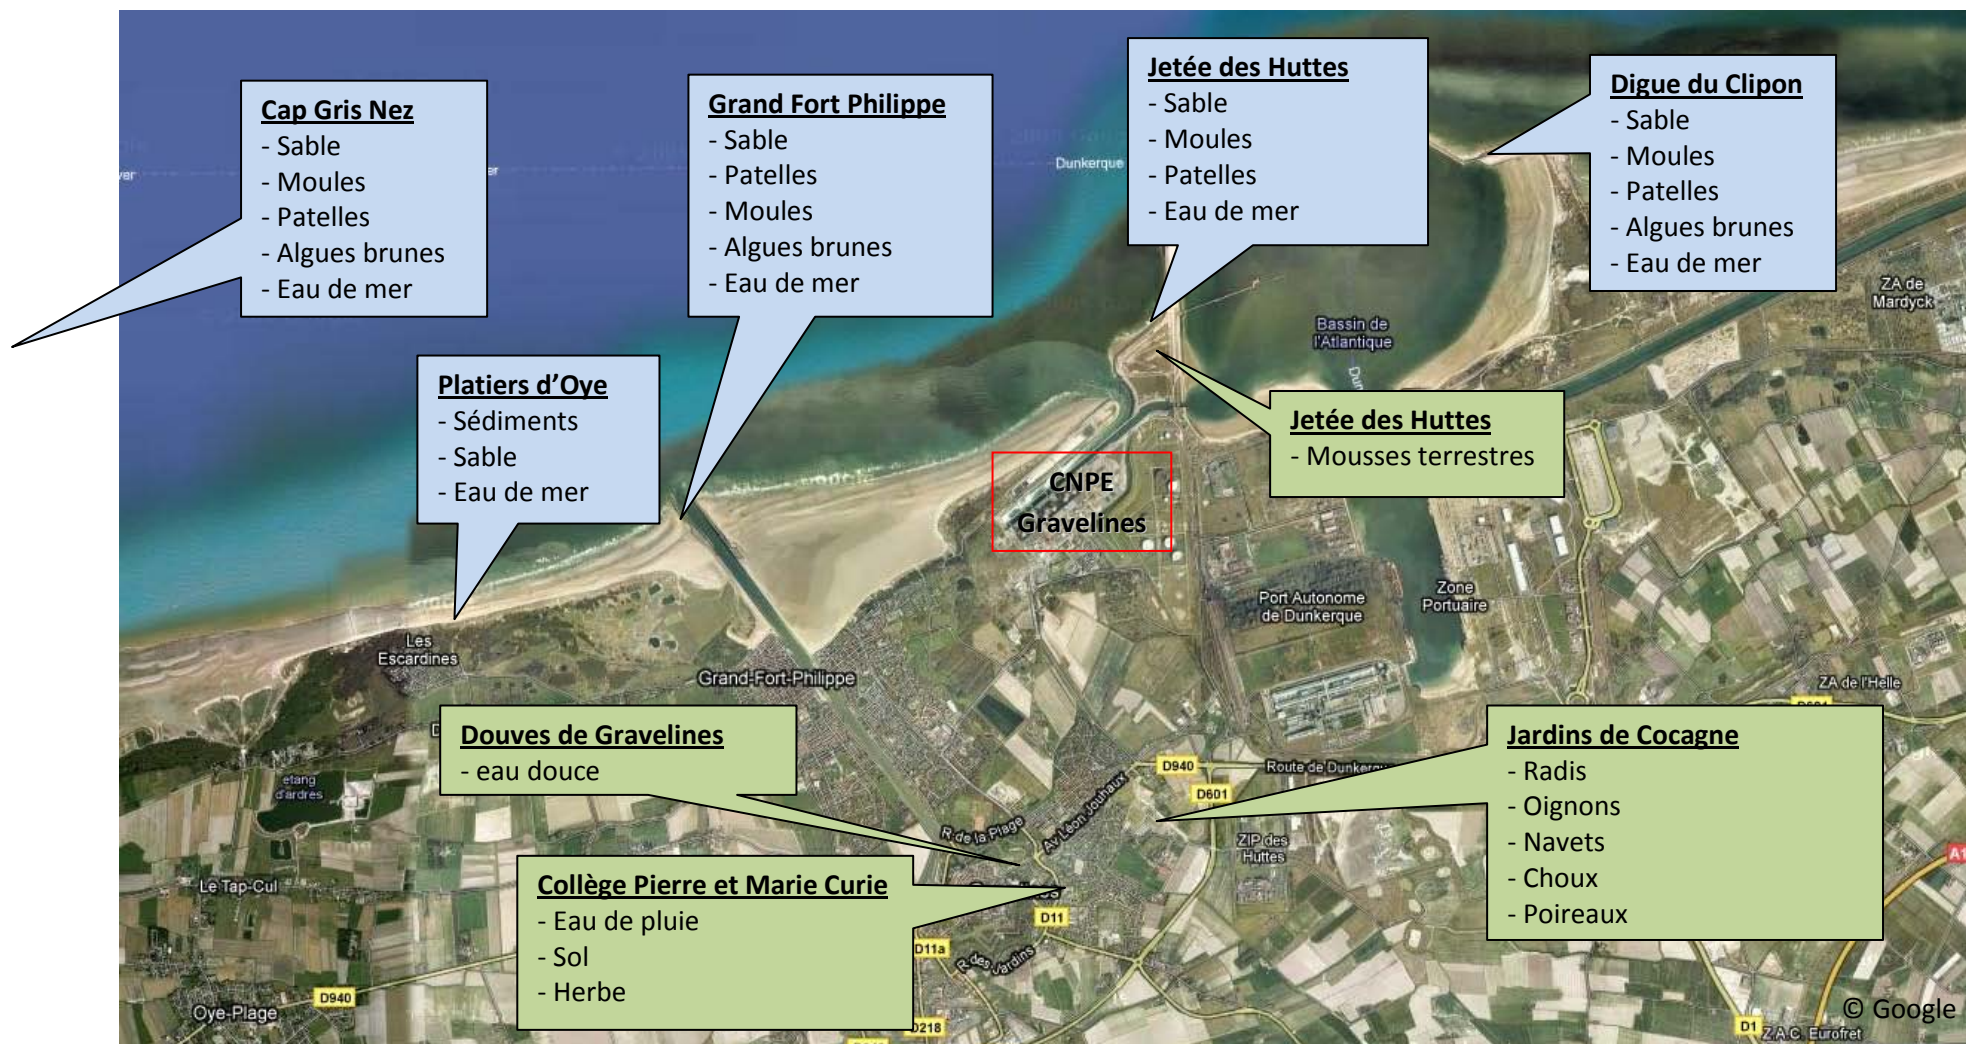 Cap Gris Nez
- Sable
- Moules
- Patelles
- Algues brunes
- Eau de mer
Grand Fort Philippe
- Sable
- Patelles
- Moules
- Algues brunes
- Eau de mer
Jetée des Huttes
- Sable
- Moules
- Patelles
- Eau de mer
Digue du Clipon
- Sable
- Moules
- Patelles
- Algues brunes
- Eau de mer
Dunkerque
ZA de
Mardyck
Bassin de
l'Atlantique
Platiers d'Oye
- Sédiments
- Sable
- Eau de mer
Jetée des Huttes
- Mousses terrestres
CNPE
Gravelines
Zone
Portuaire
Port Autonome
de Dunkerque
Les
Escardines
Grand-Fort-Philippe
ZA de l'Helle
Douves de Gravelines
- eau douce
Jardins de Cocagne
- Radis
- Oignons
- Navets
- Choux
- Poireaux
D940
Route de Dunkerque
D601
etang
d'ardres
Av Léon Jouhaux
R de la Plage
ZIP des
Huttes
A1
Le Tap-Cul
Collège Pierre et Marie Curie
- Eau de pluie
- Sol
- Herbe
D11
D11a
R des Jardins
D940
Oye-Plage
D218
D1
Z.A.C. Eurofret
© Google